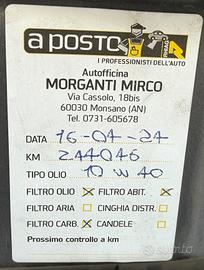 a posto
I PROFESSIONISTI DELL'AUTO
Autofficina
MORGANTI MIRCO
Via Cassolo, 18bis
60030 Monsano (AN)
Tel. 0731-605678
DATA 16-04-24
KM 244046
TIPO OLIO 10 W 40
FILTRO OLIO FILTRO ABIT.
FILTRO ARIA CINGHIA DISTR.
FILTRO CARB. CANDELE
Prossimo controllo a km
subito